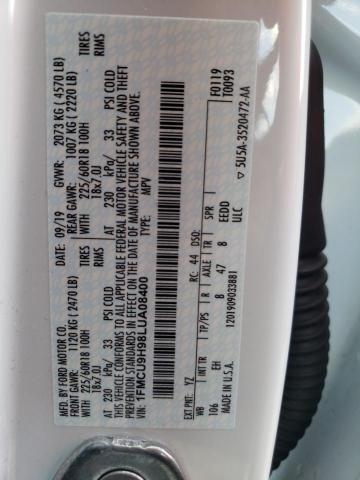 MFD. BY FORD MOTOR CO.
DATE: 09/19 GVWR: 2073 KG ( 4570 LB)
FRONT GAWR: 1120 KG ( 2470 LB) REAR GAWR: 1007 KG ( 2220 LB)
WITH 225/60R18 100H TIRES WITH 225/60R18 100H TIRES
18x7.0J RIMS 18x7.0J RIMS
AT 230 kPa/ 33 PSI COLD AT 230 kPa/ 33 PSI COLD
THIS VEHICLE CONFORMS TO ALL APPLICABLE FEDERAL MOTOR VEHICLE SAFETY AND THEFT
PREVENTION STANDARDS IN EFFECT ON THE DATE OF MANUFACTURE SHOWN ABOVE.
VIN: 1FMCU9H98LUA08400
TYPE: MPV
F0119
T0093
EXT PNT: YZ RC: 44 DSO:
WB INT TR TP/PS R AXLE TR SPR
106 EH 8 47 8 EEDD
MADE IN U.S.A. ULC
1201909033881
▽ 5U5A-3520472-AA